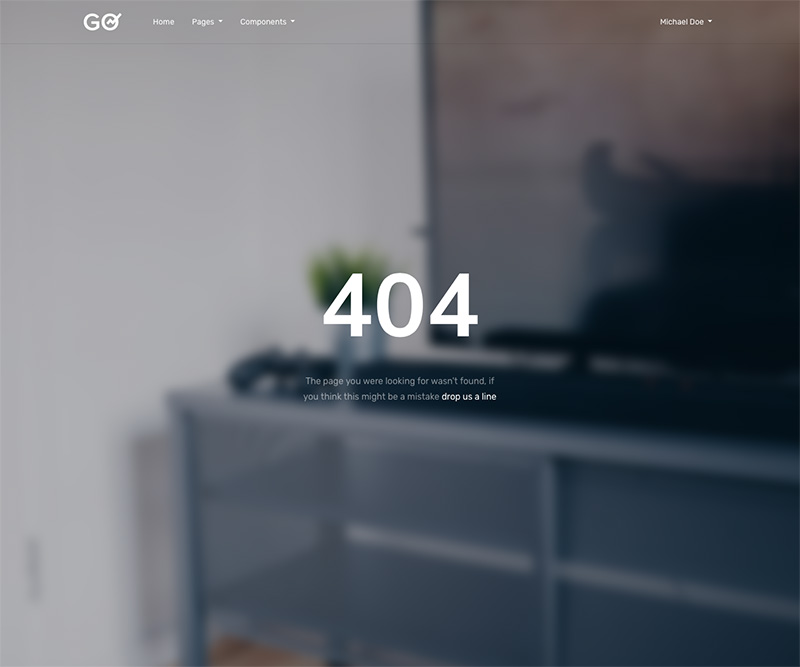 GO Home Pages Components Michael Doe
404
The page you were looking for wasn't found, if
you think this might be a mistake drop us a line